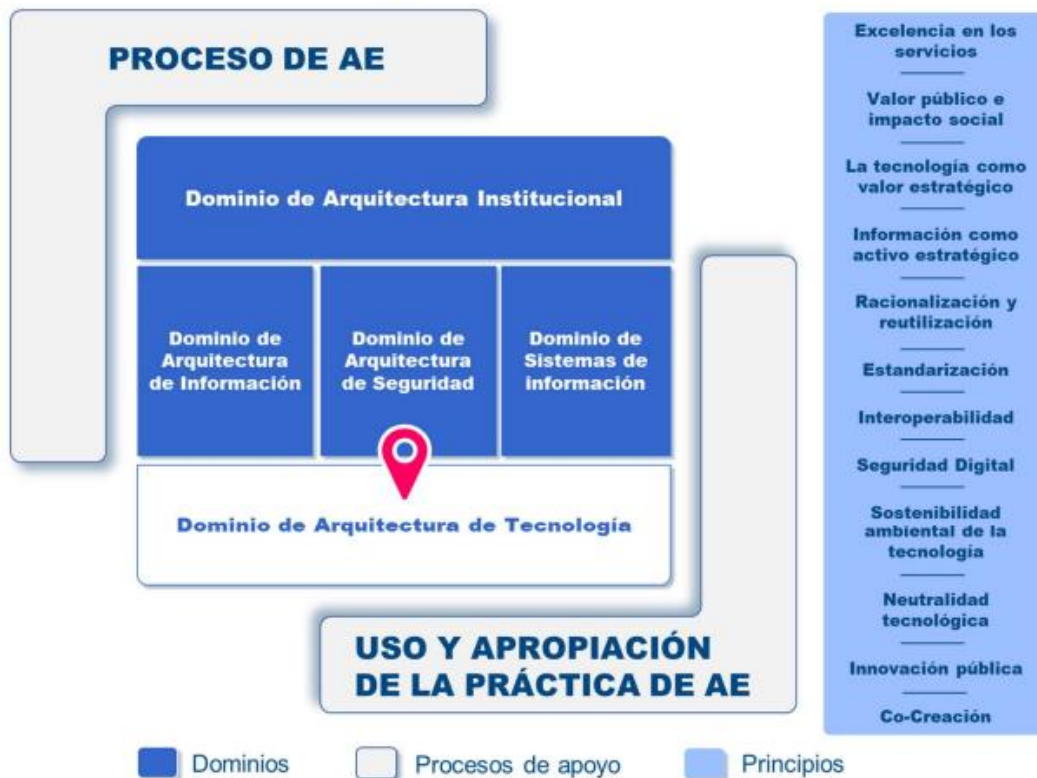 PROCESO DE AE
Dominio de Arquitectura Institucional
Dominio de
Arquitectura
de Información
Dominio de
Arquitectura
de Seguridad
Dominio de
Sistemas de
información
Dominio de Arquitectura de Tecnología
USO Y APROPIACIÓN
DE LA PRÁCTICA DE AE
Excelencia en los
servicios
Valor público e
impacto social
La tecnología como
valor estratégico
Información como
activo estratégico
Racionalización y
reutilización
Estandarización
Interoperabilidad
Seguridad Digital
Sostenibilidad
ambiental de la
tecnología
Neutralidad
tecnológica
Innovación pública
Co-Creación
Dominios
Procesos de apoyo
Principios